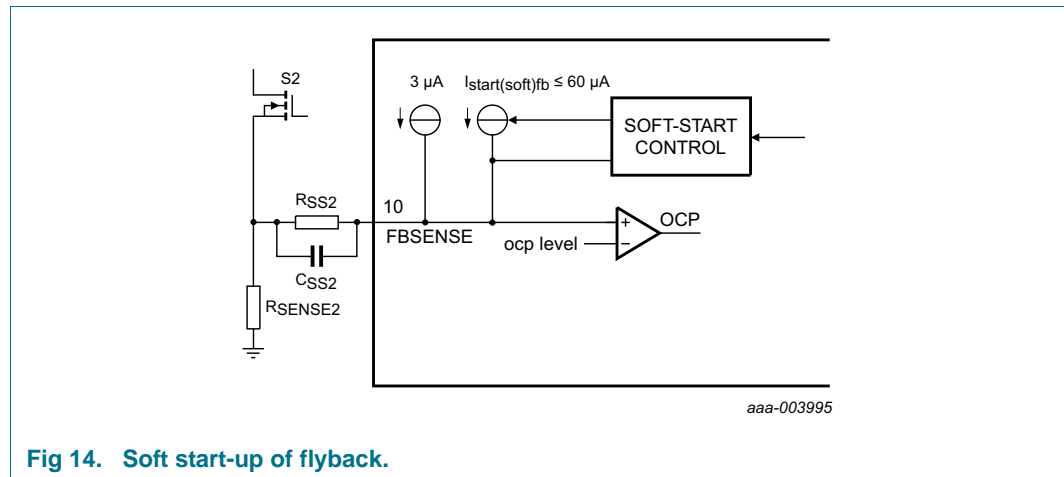 S2
3 µA
Istart(soft)fb ≤ 60 µA
SOFT-START
CONTROL
RSS2
10
FBSENSE
CSS2
RSENSE2
+
−
ocp level
OCP
aaa-003995
Fig 14. Soft start-up of flyback.